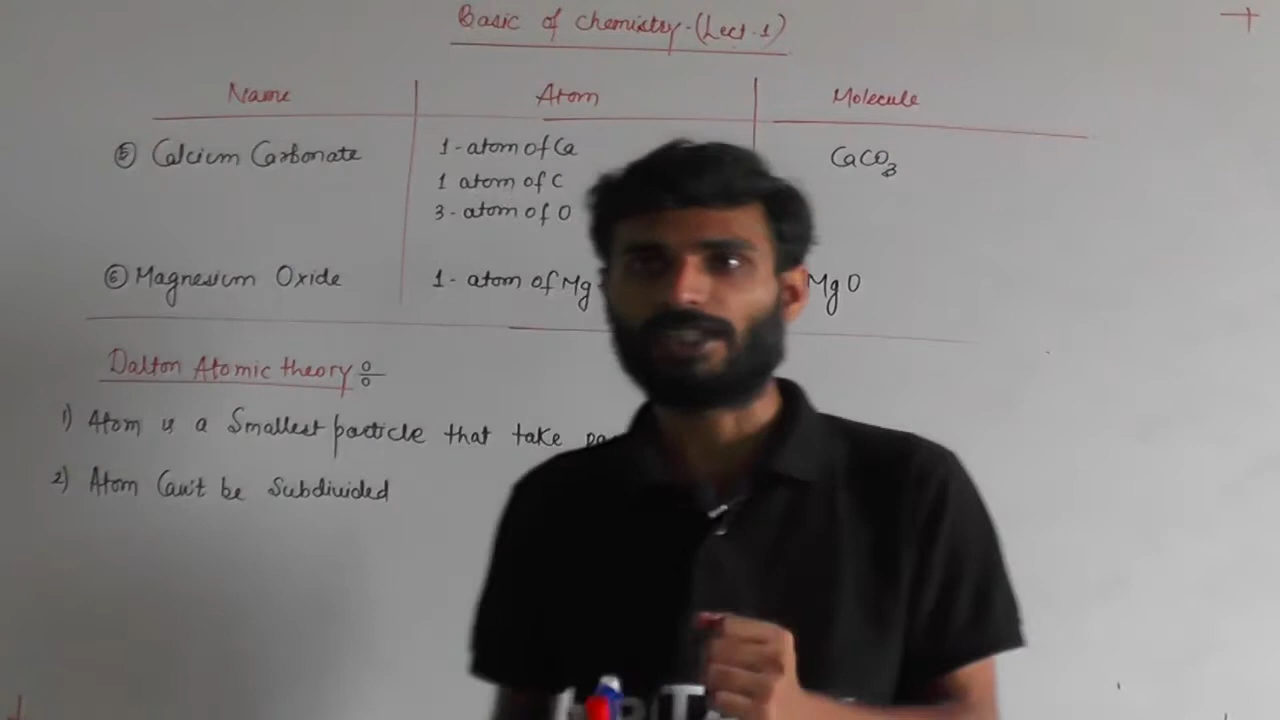 Basic of chemistry-(Lect-1)
Name Atom Molecule
⑤ Calcium Carbonate 1-atom of Ca CaCO3
1 atom of C
3-atom of O
⑥ Magnesium Oxide 1-atom of Mg MgO
Dalton Atomic theory:
1) Atom is a Smallest particle that take
2) Atom Can't be Subdivided